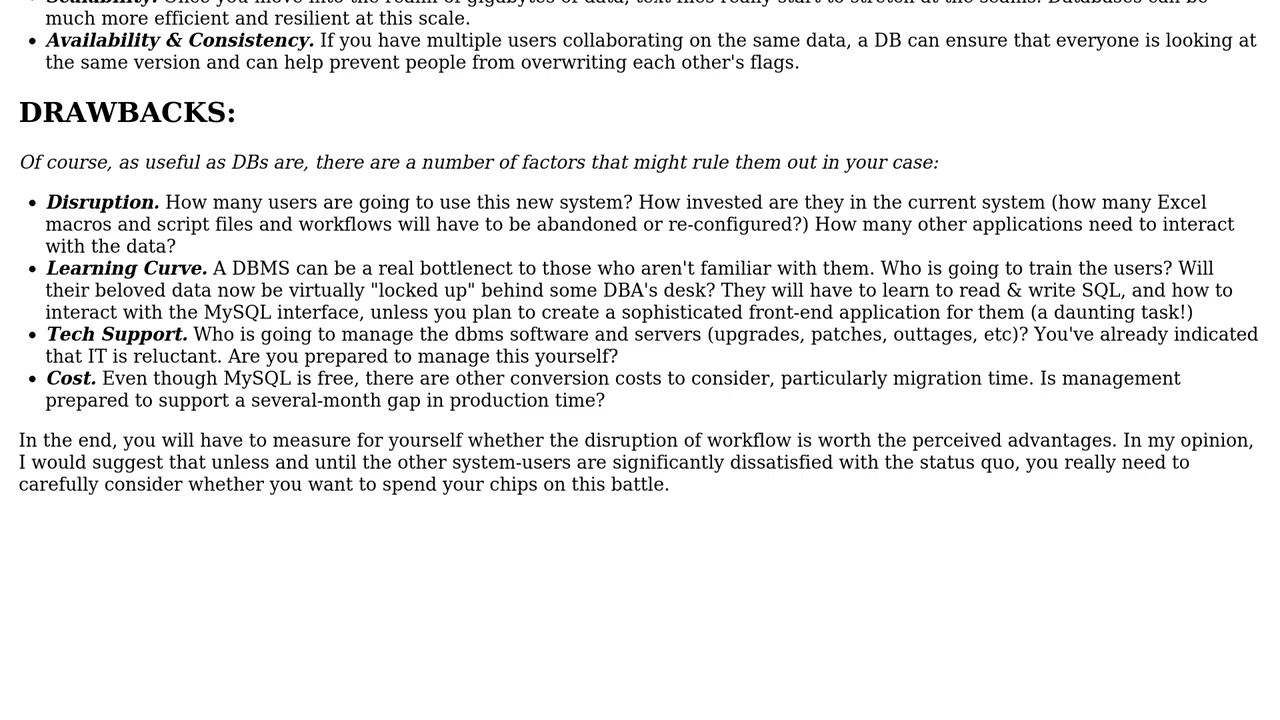 much more efficient and resilient at this scale.
Availability & Consistency. If you have multiple users collaborating on the same data, a DB can ensure that everyone is looking at
the same version and can help prevent people from overwriting each other's flags.
DRAWBACKS:
Of course, as useful as DBs are, there are a number of factors that might rule them out in your case:
Disruption. How many users are going to use this new system? How invested are they in the current system (how many Excel
macros and script files and workflows will have to be abandoned or re-configured?) How many other applications need to interact
with the data?
Learning Curve. A DBMS can be a real bottlenect to those who aren't familiar with them. Who is going to train the users? Will
their beloved data now be virtually "locked up" behind some DBA's desk? They will have to learn to read & write SQL, and how to
interact with the MySQL interface, unless you plan to create a sophisticated front-end application for them (a daunting task!)
Tech Support. Who is going to manage the dbms software and servers (upgrades, patches, outtages, etc)? You've already indicated
that IT is reluctant. Are you prepared to manage this yourself?
Cost. Even though MySQL is free, there are other conversion costs to consider, particularly migration time. Is management
prepared to support a several-month gap in production time?
In the end, you will have to measure for yourself whether the disruption of workflow is worth the perceived advantages. In my opinion,
I would suggest that unless and until the other system-users are significantly dissatisfied with the status quo, you really need to
carefully consider whether you want to spend your chips on this battle.